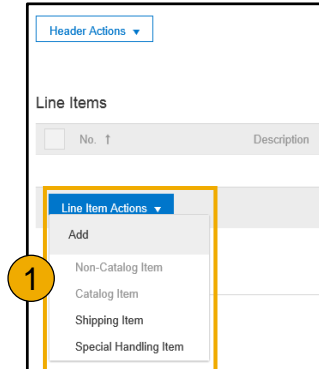 Header Actions ▼
Line Items
No. ↑ Description
Line Item Actions ▼
Add
1
Non-Catalog Item
Catalog Item
Shipping Item
Special Handling Item